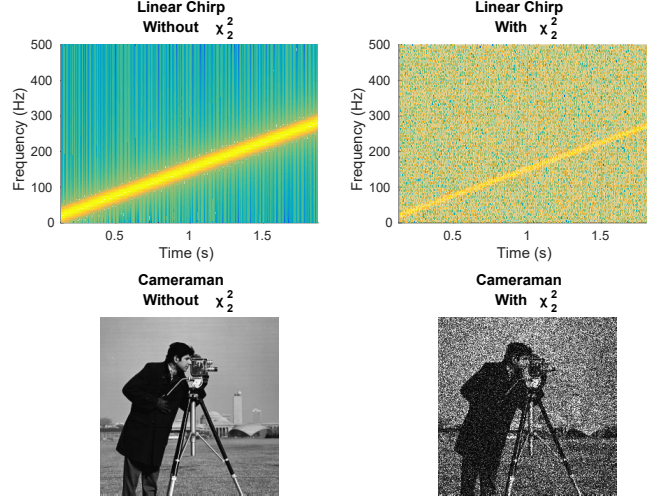 Linear Chirp
Without χ₂²
Linear Chirp
With χ₂²
500
400
300
200
100
0
Frequency (Hz)
0.5
1
1.5
Time (s)
500
400
300
200
100
0
Frequency (Hz)
0.5
1
1.5
Time (s)
Cameraman
Without χ₂²
Cameraman
With χ₂²